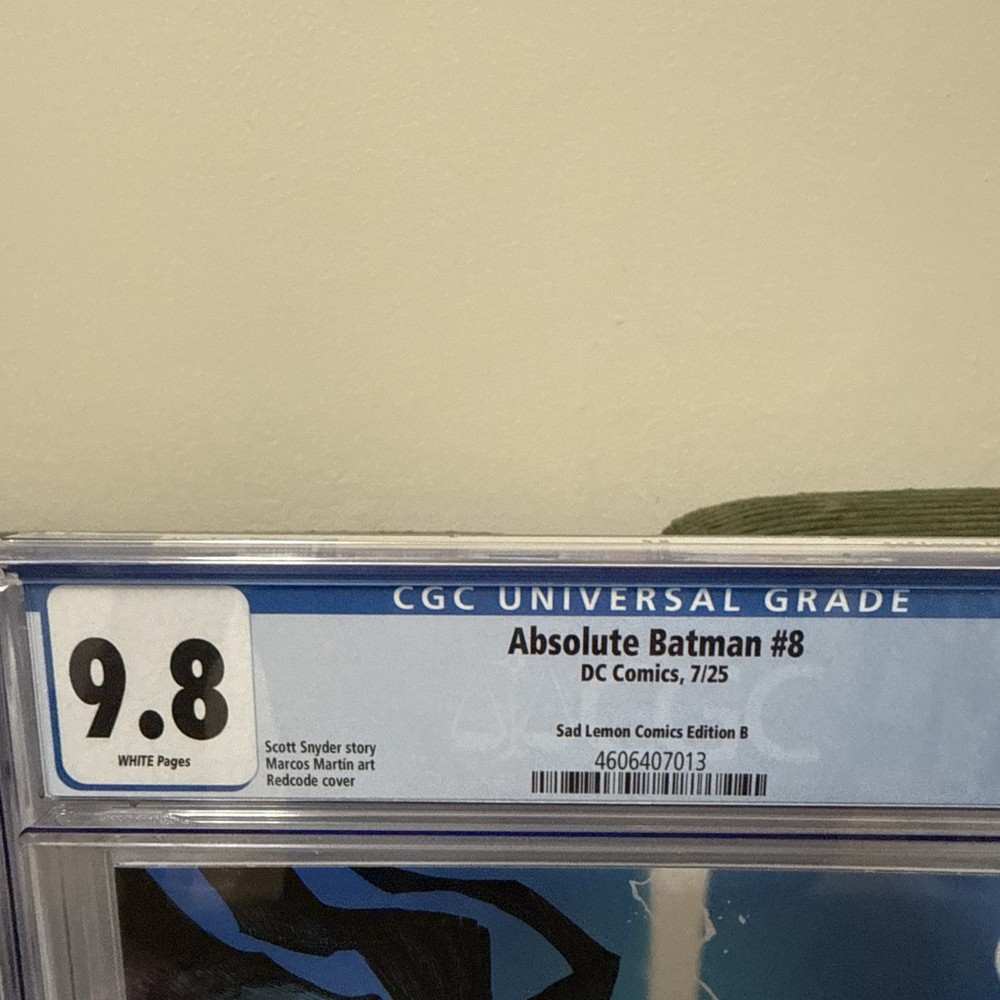 CGC UNIVERSAL GRADE
9.8
WHITE Pages
Absolute Batman #8
DC Comics, 7/25
Sad Lemon Comics Edition B
4606407013
Scott Snyder story
Marcos Martin art
Redcode cover
CGC